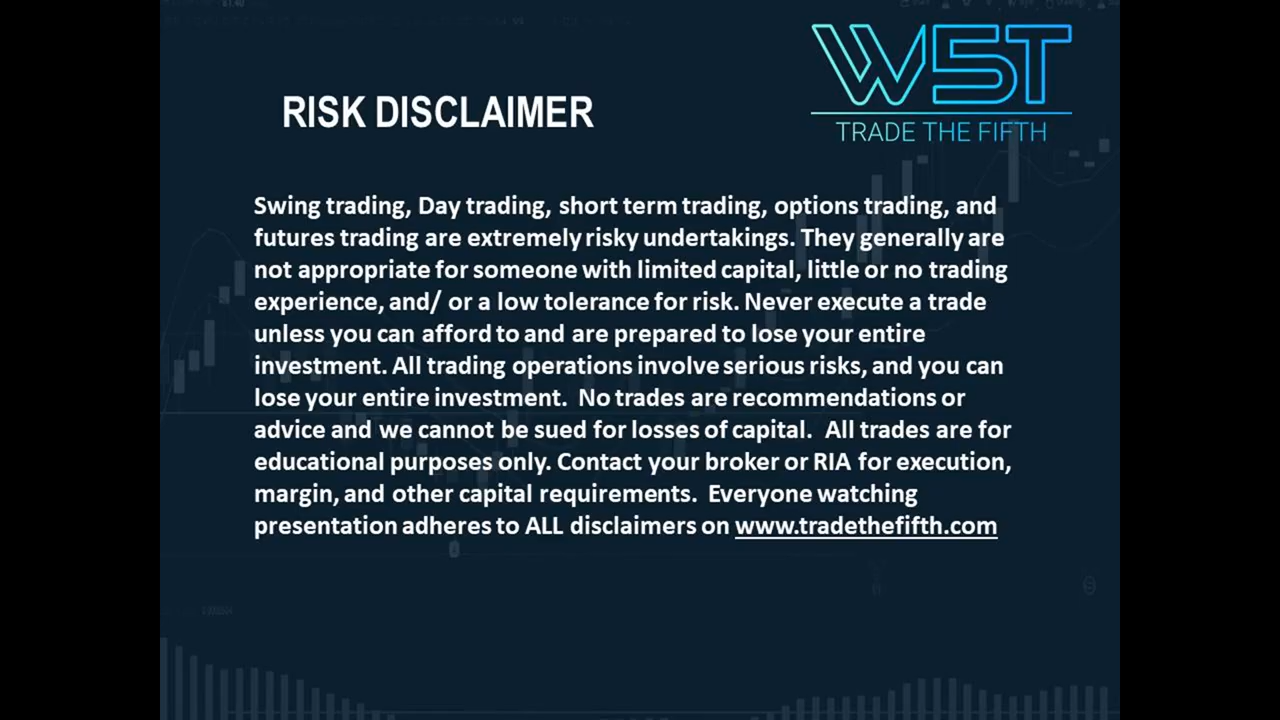 W5T
TRADE THE FIFTH
RISK DISCLAIMER
Swing trading, Day trading, short term trading, options trading, and
futures trading are extremely risky undertakings. They generally are
not appropriate for someone with limited capital, little or no trading
experience, and/ or a low tolerance for risk. Never execute a trade
unless you can afford to and are prepared to lose your entire
investment. All trading operations involve serious risks, and you can
lose your entire investment.  No trades are recommendations or
advice and we cannot be sued for losses of capital.  All trades are for
educational purposes only. Contact your broker or RIA for execution,
margin, and other capital requirements.  Everyone watching
presentation adheres to ALL disclaimers on www.tradethefifth.com